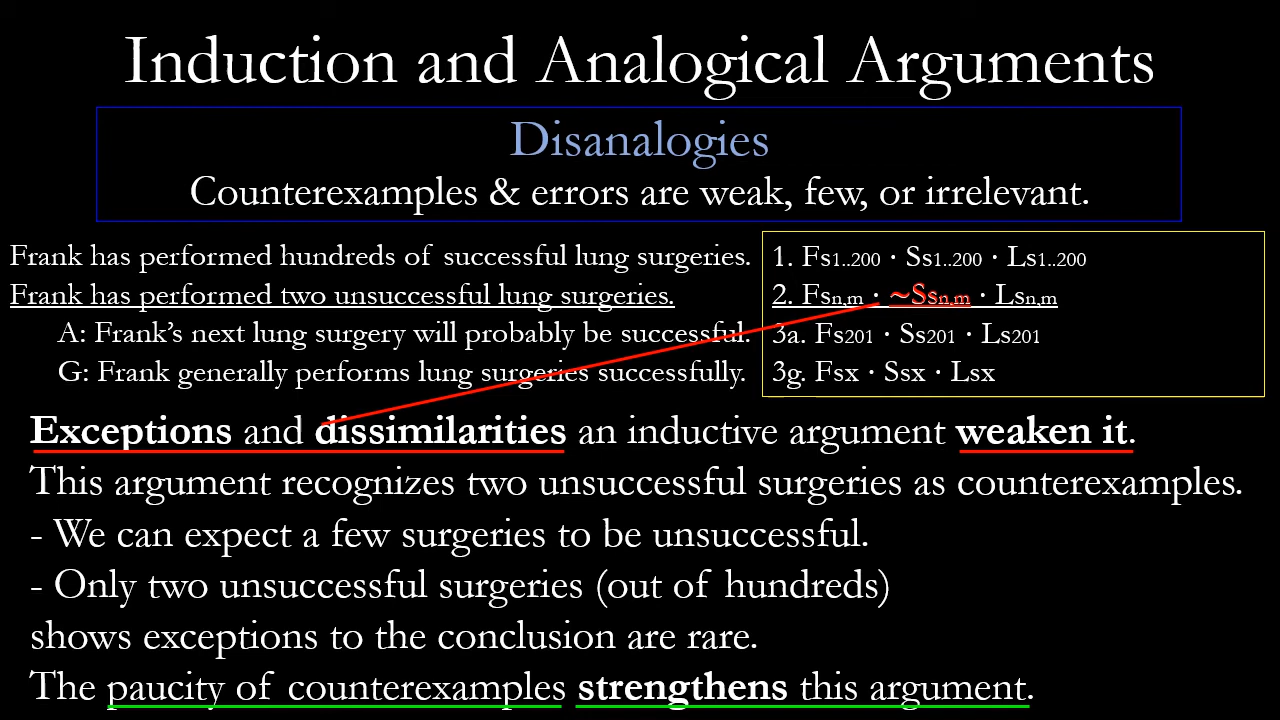 Induction and Analogical Arguments
Disanalogies
Counterexamples & errors are weak, few, or irrelevant.
Frank has performed hundreds of successful lung surgeries.
Frank has performed two unsuccessful lung surgeries.
A: Frank's next lung surgery will probably be successful.
G: Frank generally performs lung surgeries successfully.
1. Fs1..200 · Ss1..200 · Ls1..200
2. Fsn,m · ~Ssn,m · Lsn,m
3a. Fs201 · Ss201 · Ls201
3g. Fsx · Ssx · Lsx
Exceptions and dissimilarities an inductive argument weaken it.
This argument recognizes two unsuccessful surgeries as counterexamples.
- We can expect a few surgeries to be unsuccessful.
- Only two unsuccessful surgeries (out of hundreds)
shows exceptions to the conclusion are rare.
The paucity of counterexamples strengthens this argument.